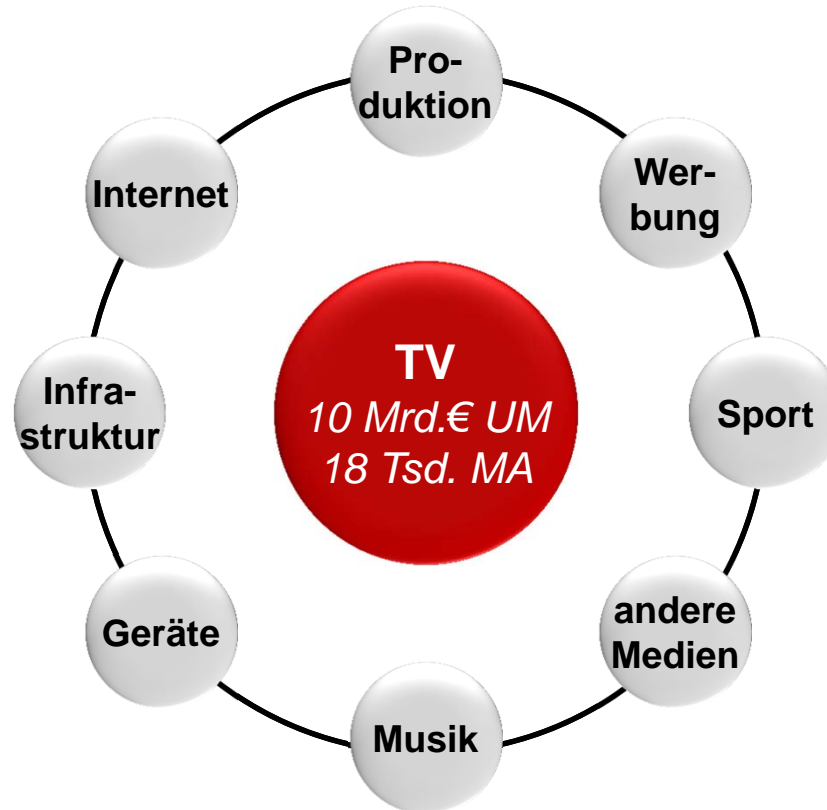 Pro-
duktion
Wer-
bung
Internet
TV
10 Mrd.€ UM
18 Tsd. MA
Infra-
struktur
Sport
Geräte
andere
Medien
Musik